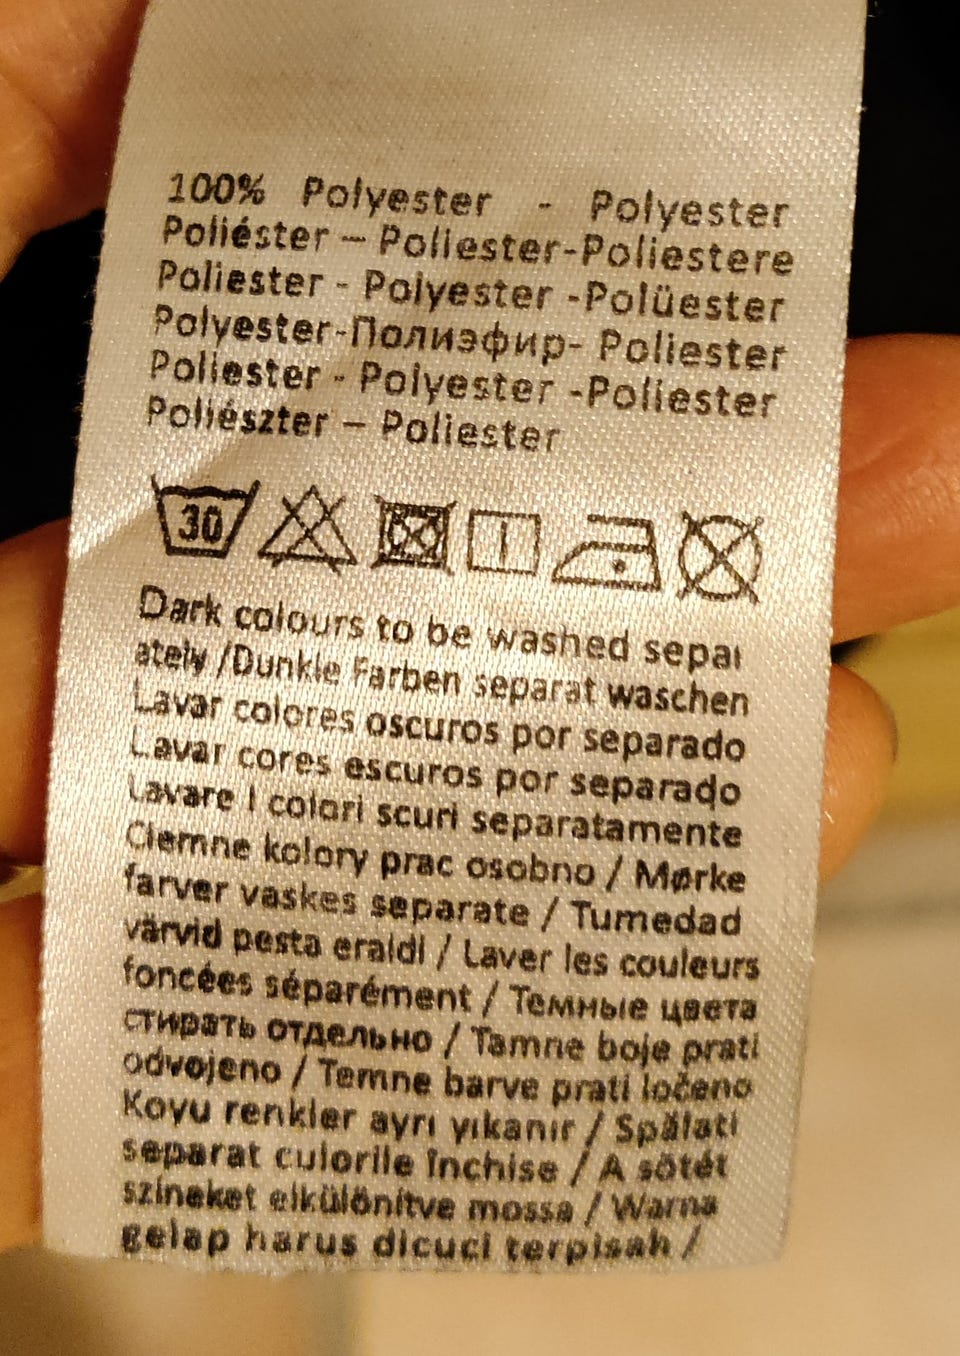 100% Polyester - Polyester
Poliéster – Poliester-Poliestere
Poliester - Polyester -Polüester
Polyester-Полиэфир- Poliester
Poliester - Polyester -Poliester
Poliészter – Poliester
30
Dark colours to be washed separ
ately /Dunkle Farben separat waschen
Lavar colores oscuros por separado
Lavar cores escuros por separado
Lavare I colori scuri separatamente
Ciemne kolory prac osobno / Mørke
farver vaskes separate / Tumedad
värvid pesta eraldi / Laver les couleurs
foncées séparément / Темные цвета
стирать отдельно / Tamne boje prati
odvojeno / Temne barve prati ločeno
Koyu renkler ayrı yıkanır / Spălati
separat culorile închise / A sötét
színeket elkülönítve mossa / Warna
gelap harus dicuci terpisah /